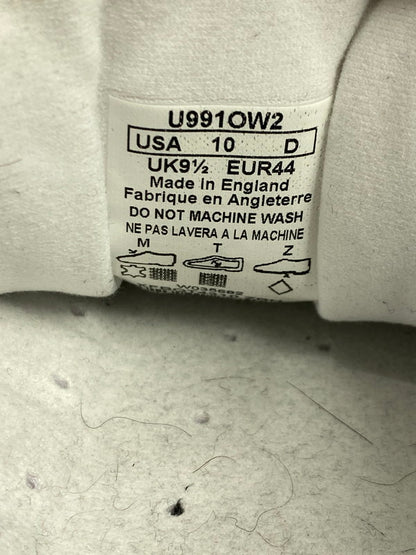 U991OW2
USA 10 D
UK9½ EUR44
Made in England
Fabrique en Angleterre
DO NOT MACHINE WASH
NE PAS LAVERA A LA MACHINE
M T Z